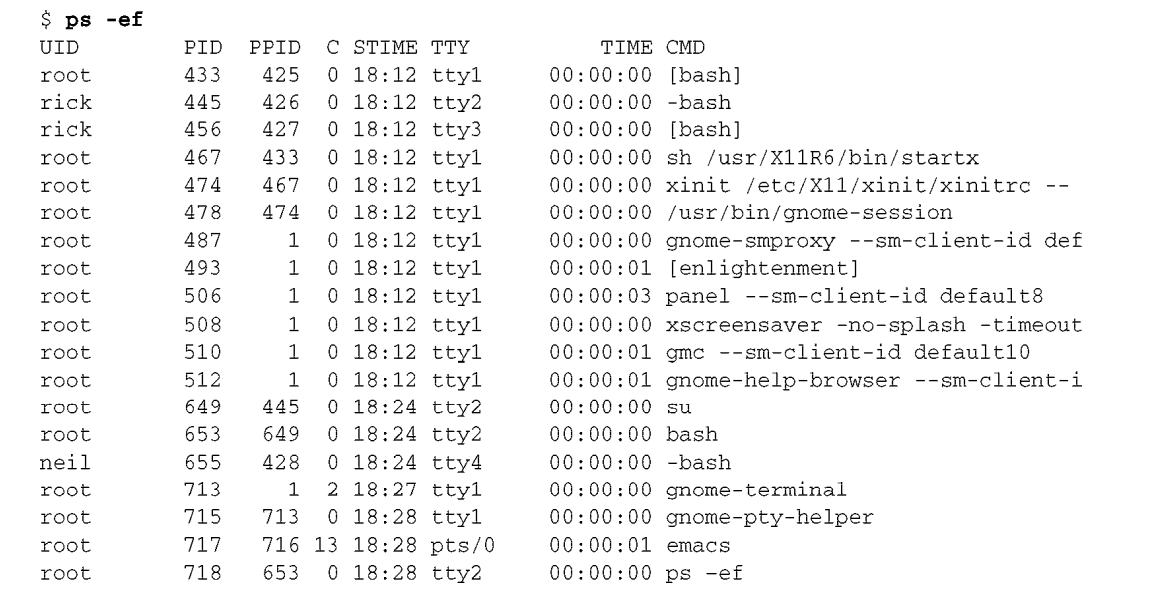 $ ps -ef
UID        PID  PPID  C STIME TTY          TIME CMD
root       433   425  0 18:12 tty1     00:00:00 [bash]
rick       445   426  0 18:12 tty2     00:00:00 -bash
rick       456   427  0 18:12 tty3     00:00:00 [bash]
root       467   433  0 18:12 tty1     00:00:00 sh /usr/X11R6/bin/startx
root       474   467  0 18:12 tty1     00:00:00 xinit /etc/X11/xinit/xinitrc --
root       478   474  0 18:12 tty1     00:00:00 /usr/bin/gnome-session
root       487     1  0 18:12 tty1     00:00:00 gnome-smproxy --sm-client-id def
root       493     1  0 18:12 tty1     00:00:01 [enlightenment]
root       506     1  0 18:12 tty1     00:00:03 panel --sm-client-id default8
root       508     1  0 18:12 tty1     00:00:00 xscreensaver -no-splash -timeout
root       510     1  0 18:12 tty1     00:00:01 gmc --sm-client-id default10
root       512     1  0 18:12 tty1     00:00:01 gnome-help-browser --sm-client-i
root       649   445  0 18:24 tty2     00:00:00 su
root       653   649  0 18:24 tty2     00:00:00 bash
neil       655   428  0 18:24 tty4     00:00:00 -bash
root       713     1  2 18:27 tty1     00:00:00 gnome-terminal
root       715   713  0 18:28 tty1     00:00:00 gnome-pty-helper
root       717   716 13 18:28 pts/0    00:00:01 emacs
root       718   653  0 18:28 tty2     00:00:00 ps –ef